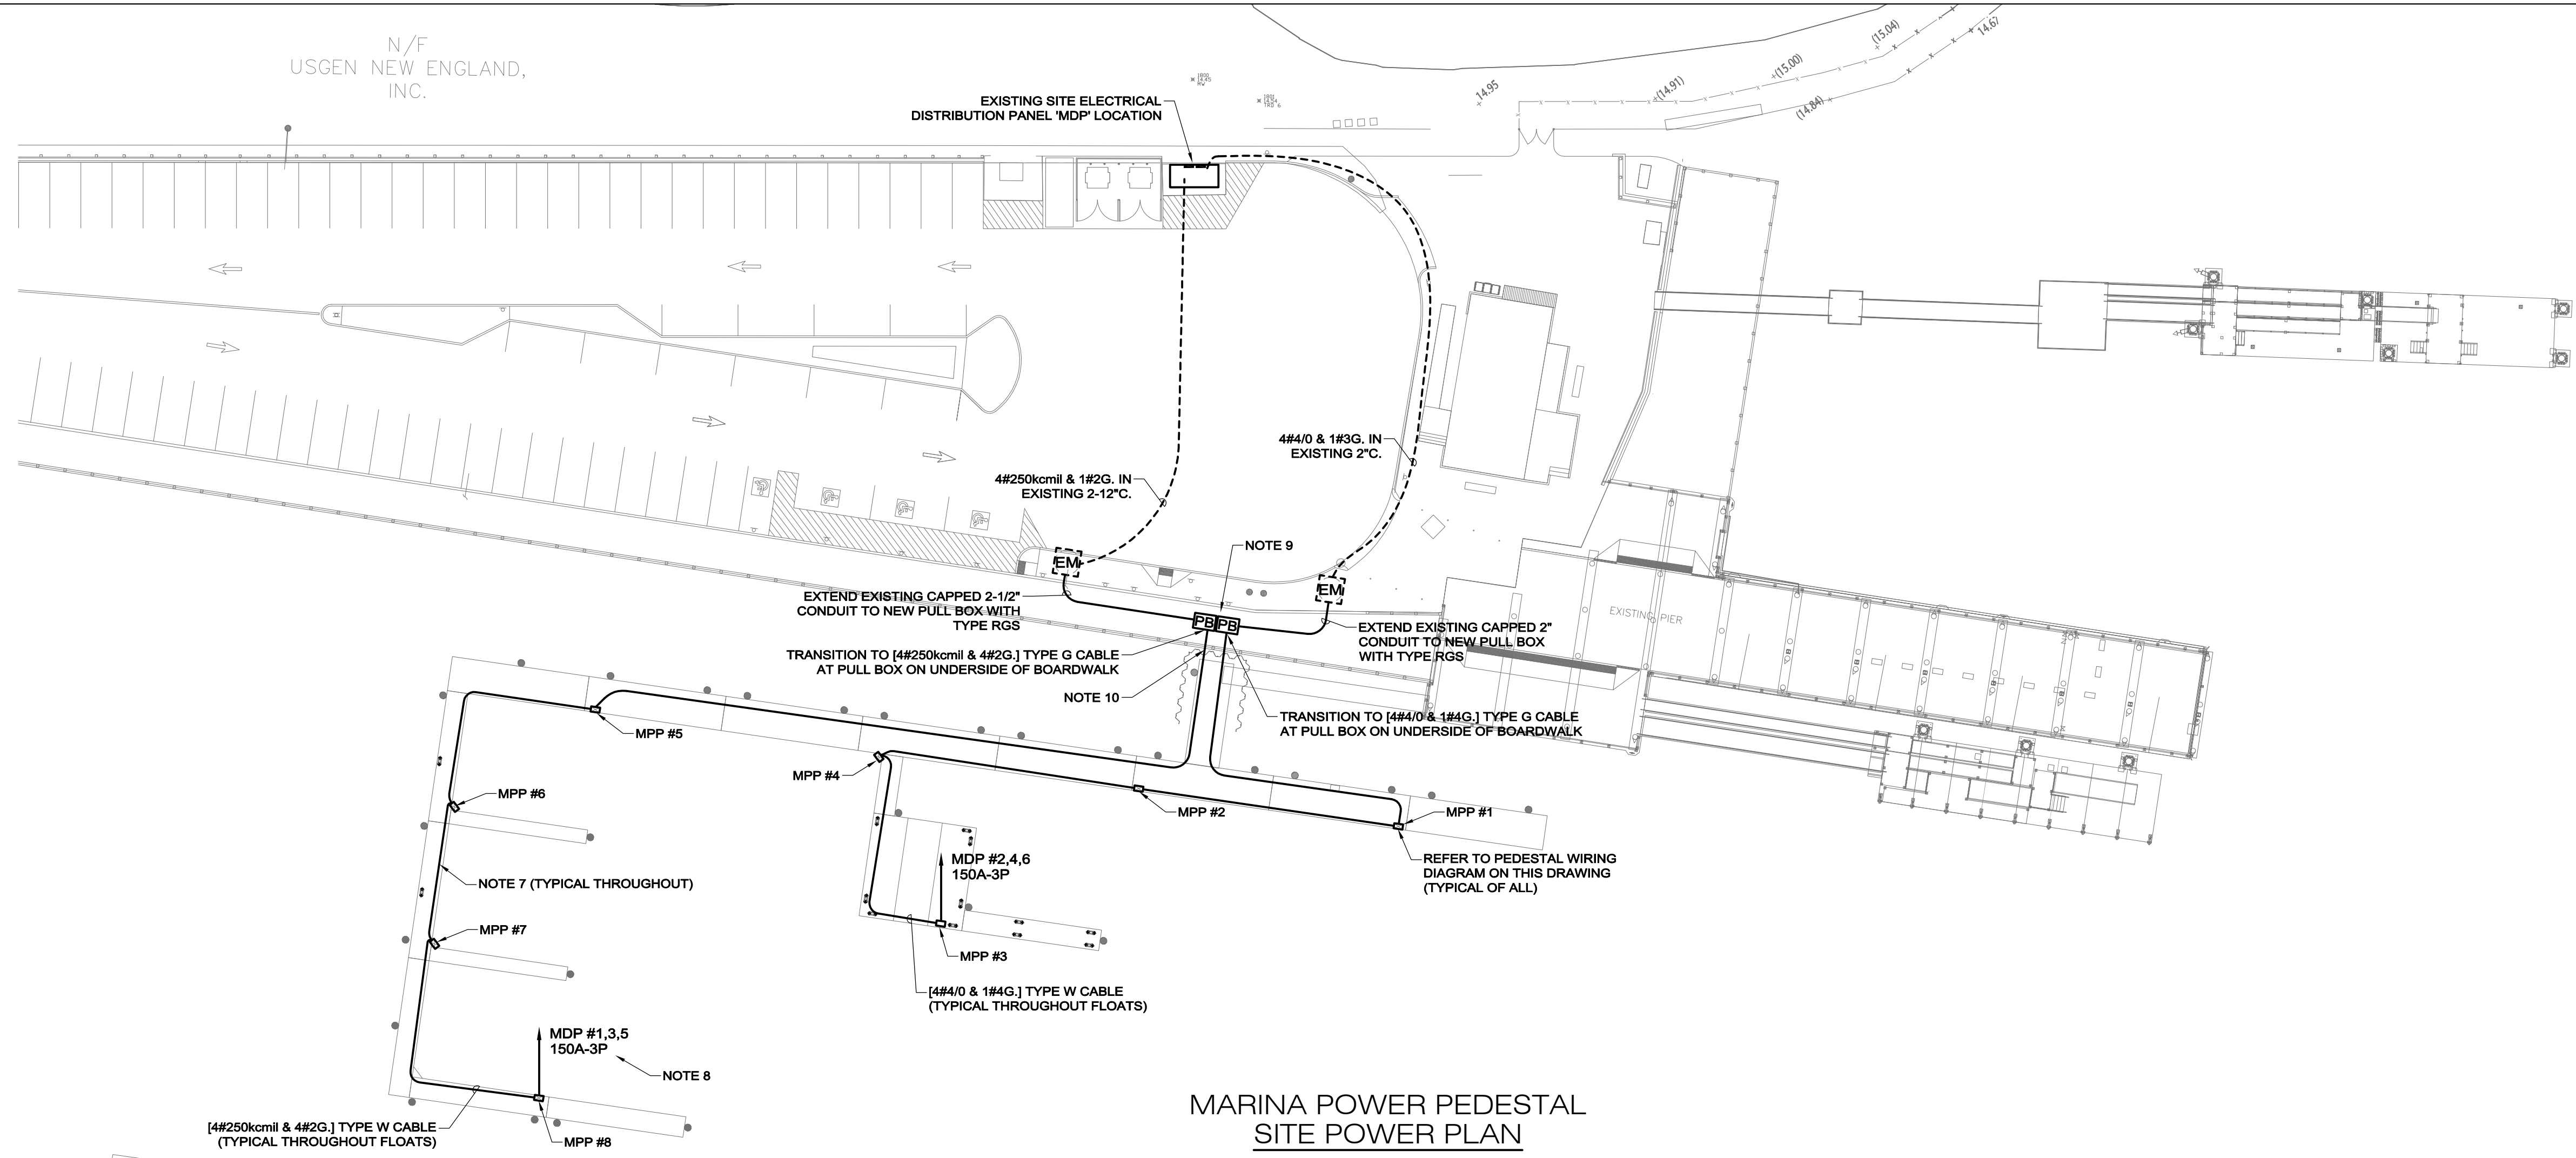 N/F
USGEN NEW ENGLAND,
INC.
EXISTING SITE ELECTRICAL
DISTRIBUTION PANEL 'MDP' LOCATION
14.95
(14.91)
(15.00)
(15.04)
14.67
(14.84)
4#4/0 & 1#3G. IN
EXISTING 2"C.
4#250kcmil & 1#2G. IN
EXISTING 2-12"C.
EM
EM
NOTE 9
EXTEND EXISTING CAPPED 2-1/2"
CONDUIT TO NEW PULL BOX WITH
TYPE RGS
PB
PB
EXISTING PIER
EXTEND EXISTING CAPPED 2"
CONDUIT TO NEW PULL BOX
WITH TYPE RGS
TRANSITION TO [4#250kcmil & 4#2G.] TYPE G CABLE
AT PULL BOX ON UNDERSIDE OF BOARDWALK
NOTE 10
TRANSITION TO [4#4/0 & 1#4G.] TYPE G CABLE
AT PULL BOX ON UNDERSIDE OF BOARDWALK
MPP #5
MPP #4
MPP #6
MPP #2
MPP #1
REFER TO PEDESTAL WIRING
DIAGRAM ON THIS DRAWING
(TYPICAL OF ALL)
MDP #2,4,6
150A-3P
NOTE 7 (TYPICAL THROUGHOUT)
MPP #7
MPP #3
[4#4/0 & 1#4G.] TYPE W CABLE
(TYPICAL THROUGHOUT FLOATS)
MDP #1,3,5
150A-3P
NOTE 8
[4#250kcmil & 4#2G.] TYPE W CABLE
(TYPICAL THROUGHOUT FLOATS)
MPP #8
MARINA POWER PEDESTAL
SITE POWER PLAN